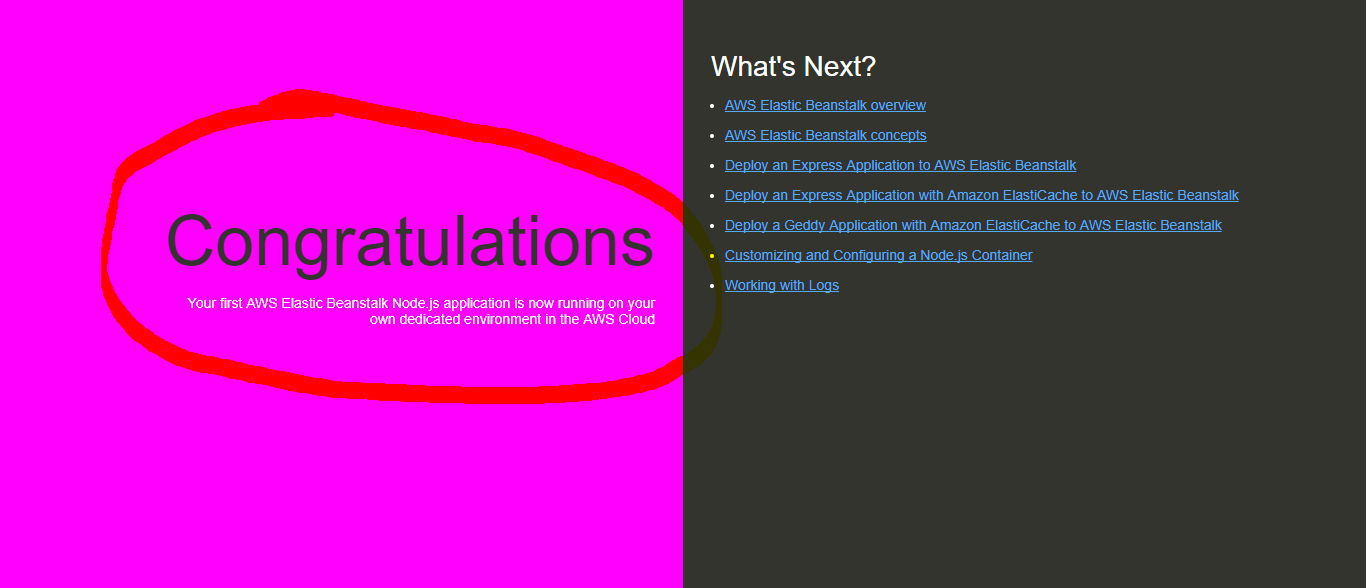 Congratulations
Your first AWS Elastic Beanstalk Node.js application is now running on your
own dedicated environment in the AWS Cloud
What's Next?
AWS Elastic Beanstalk overview
AWS Elastic Beanstalk concepts
Deploy an Express Application to AWS Elastic Beanstalk
Deploy an Express Application with Amazon ElastiCache to AWS Elastic Beanstalk
Deploy a Geddy Application with Amazon ElastiCache to AWS Elastic Beanstalk
Customizing and Configuring a Node.js Container
Working with Logs